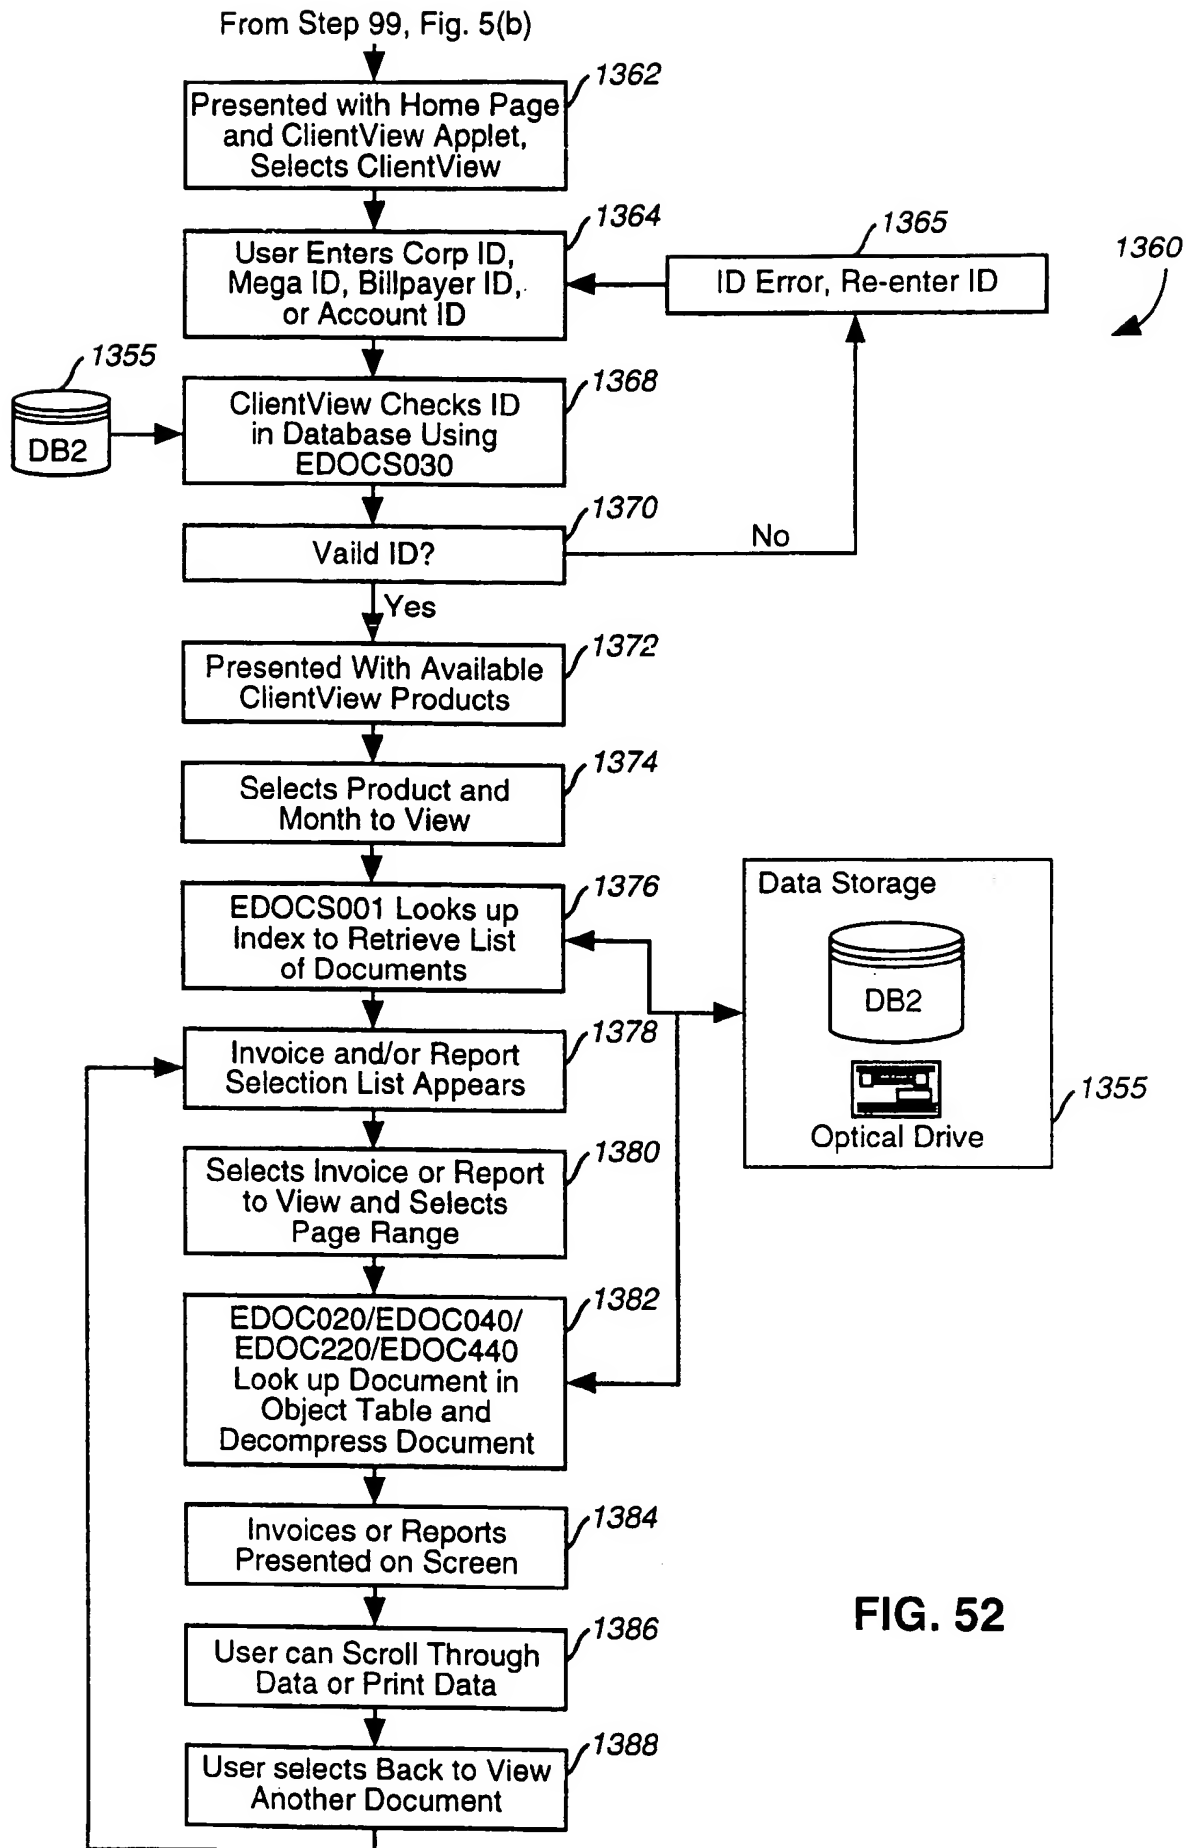 From Step 99, Fig. 5(b)
1362
Presented with Home Page
and ClientView Applet,
Selects ClientView
1364
User Enters Corp ID,
Mega ID, Billpayer ID,
or Account ID
1365
ID Error, Re-enter ID
1360
1355
DB2
1368
ClientView Checks ID
in Database Using
EDOCS030
1370
Vaild ID?
No
Yes
1372
Presented With Available
ClientView Products
1374
Selects Product and
Month to View
1376
EDOCS001 Looks up
Index to Retrieve List
of Documents
Data Storage
DB2
Optical Drive
1355
1378
Invoice and/or Report
Selection List Appears
1380
Selects Invoice or Report
to View and Selects
Page Range
1382
EDOC020/EDOC040/
EDOC220/EDOC440
Look up Document in
Object Table and
Decompress Document
1384
Invoices or Reports
Presented on Screen
1386
User can Scroll Through
Data or Print Data
1388
User selects Back to View
Another Document
FIG. 52